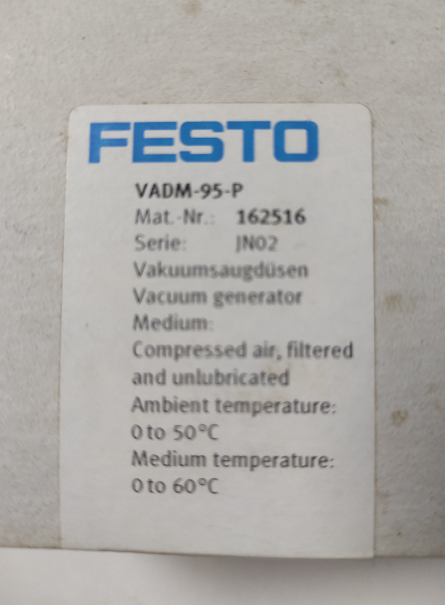 FESTO
VADM-95-P
Mat.-Nr.: 162516
Serie: JN02
Vakuumsaugdüsen
Vacuum generator
Medium:
Compressed air, filtered
and unlubricated
Ambient temperature:
0 to 50°C
Medium temperature:
0 to 60°C